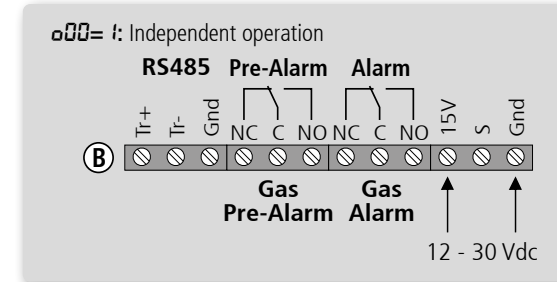 o00= 1: Independent operation
RS485 Pre-Alarm Alarm
Tr+ Tr- Gnd NC C NO NC C NO 15V S Gnd
B
Gas Gas
Pre-Alarm Alarm
12 - 30 Vdc